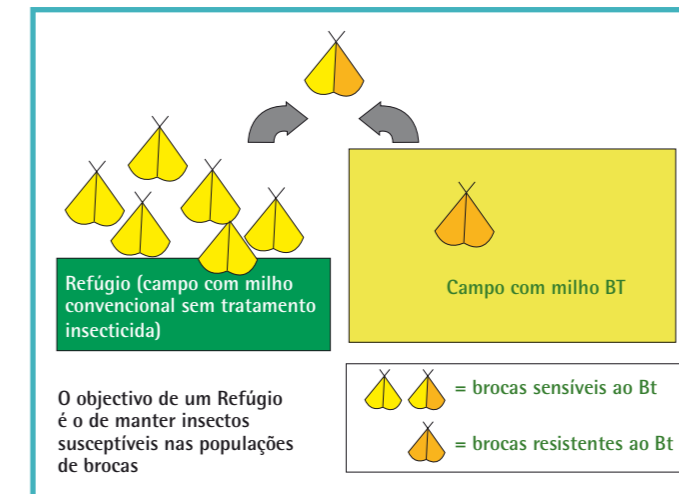 Refúgio (campo com milho
convencional sem tratamento
insecticida)
Campo com milho BT
O objectivo de um Refúgio
é o de manter insectos
susceptíveis nas populações
de brocas
= brocas sensíveis ao Bt
= brocas resistentes ao Bt